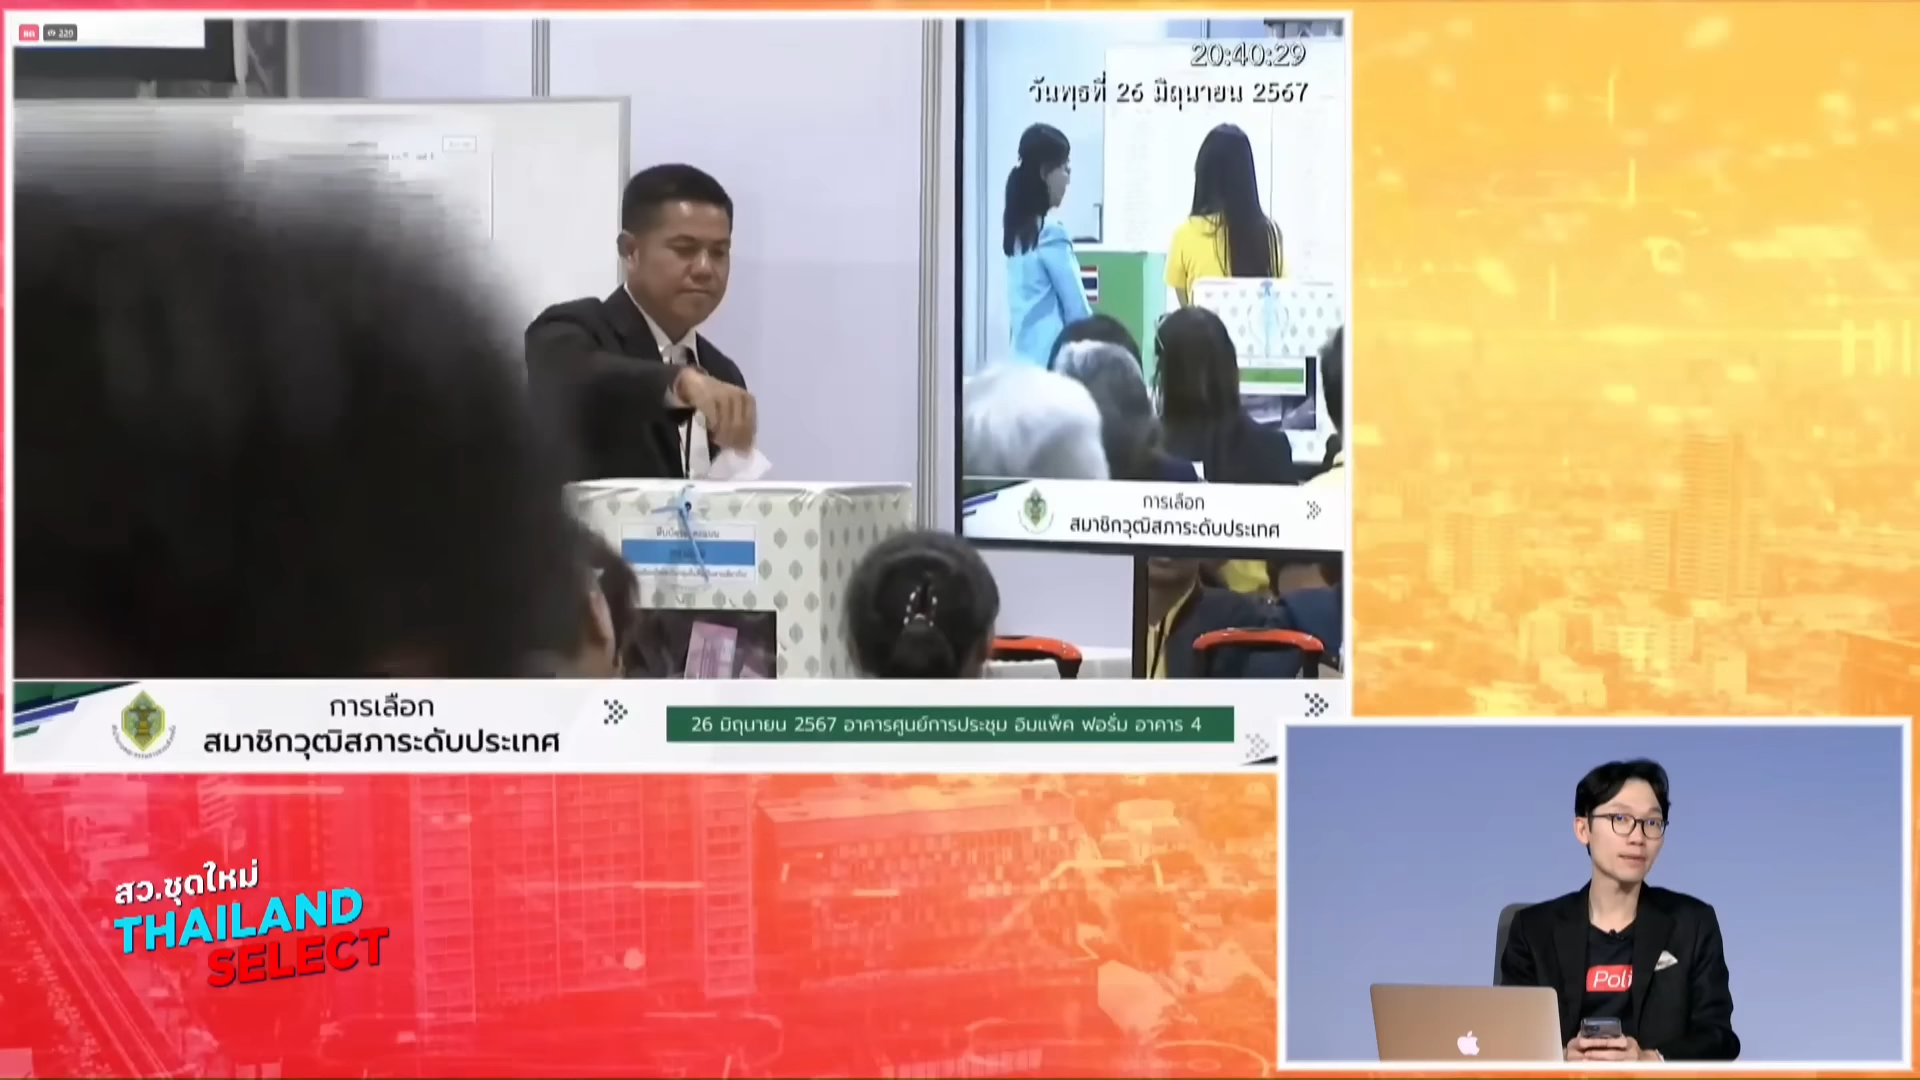 220
20:40:29
วันพุธที่ 26 มิถุนายน 2567
การเลือก
สมาชิกวุฒิสภาระดับประเทศ
การเลือก
สมาชิกวุฒิสภาระดับประเทศ
26 มิถุนายน 2567 อาคารศูนย์การประชุม อิมแพ็ค ฟอรั่ม อาคาร 4
สว.ชุดใหม่
THAILAND
SELECT
Poli